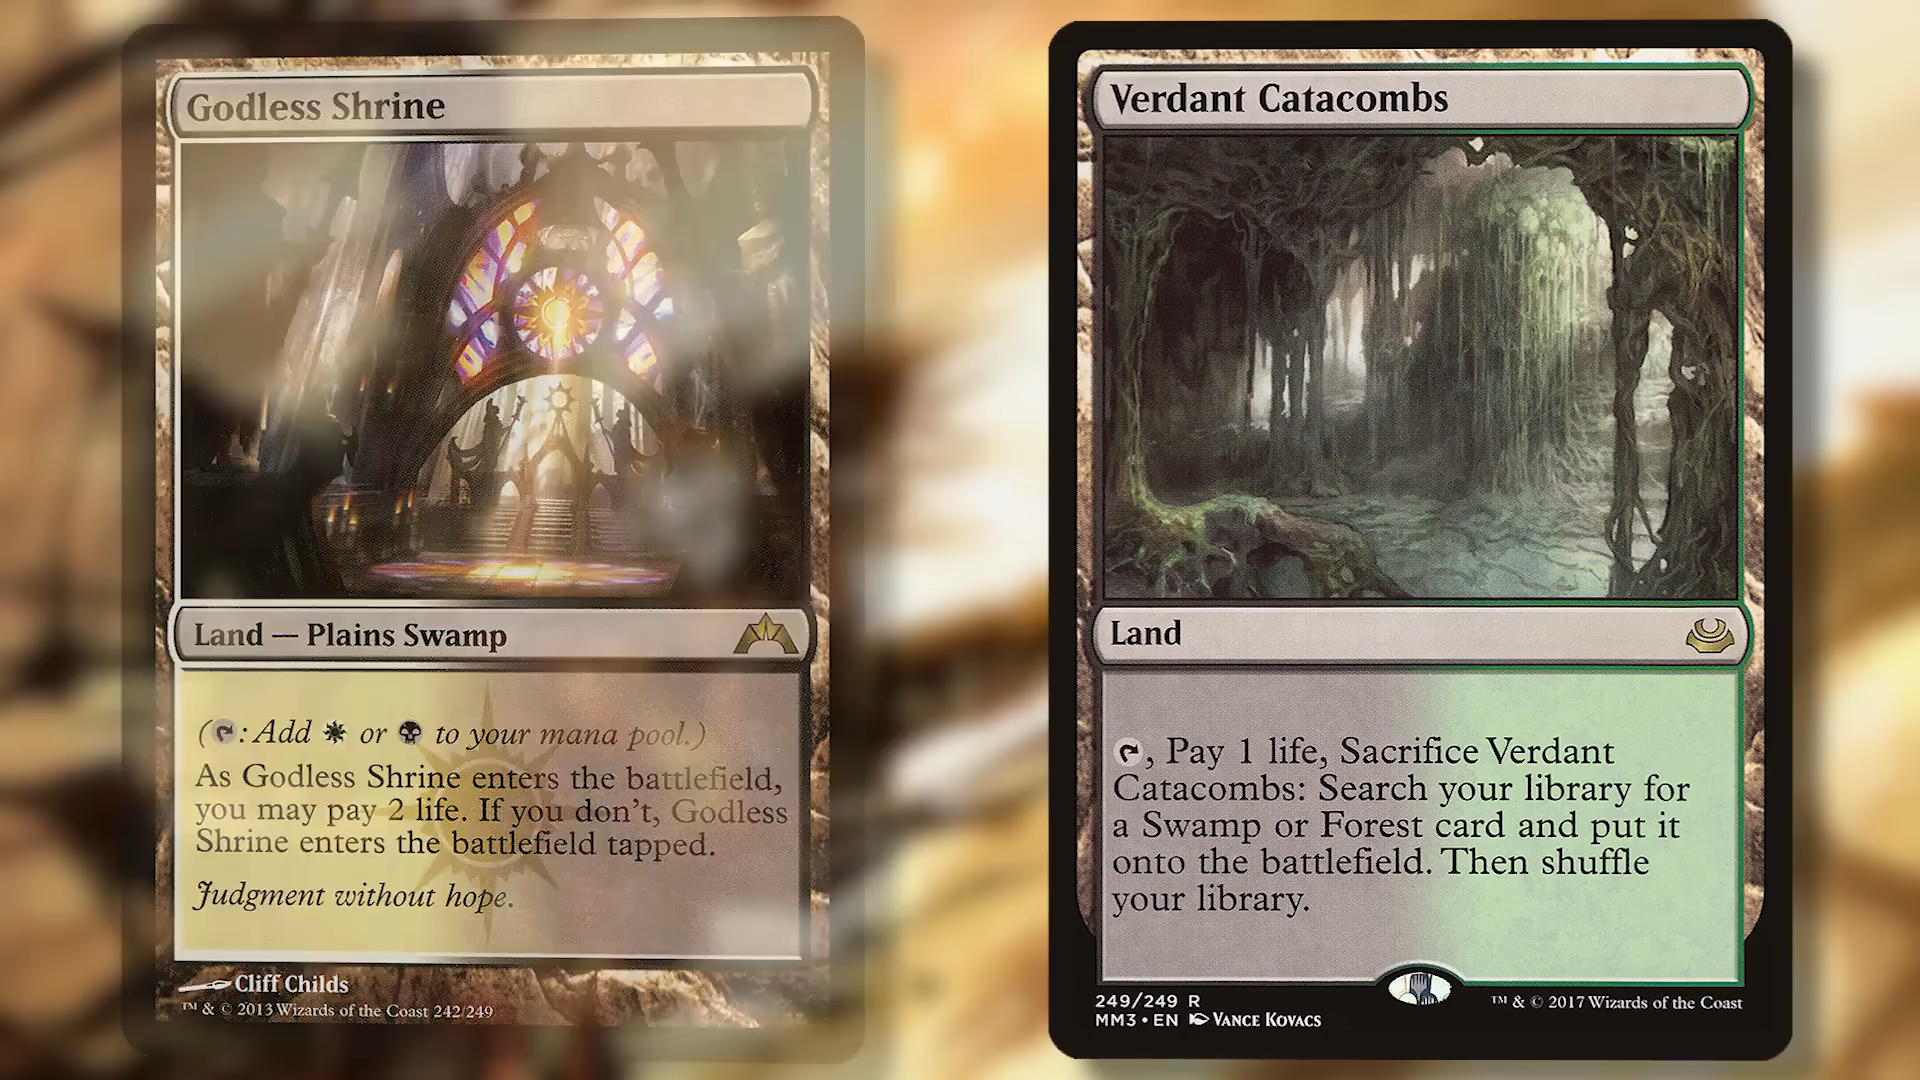 Godless Shrine
Land — Plains Swamp
(: Add or to your mana pool.)
As Godless Shrine enters the battlefield,
you may pay 2 life. If you don't, Godless
Shrine enters the battlefield tapped.
Judgment without hope.
Cliff Childs
™ & © 2013 Wizards of the Coast 242/249
Verdant Catacombs
Land
, Pay 1 life, Sacrifice Verdant
Catacombs: Search your library for
a Swamp or Forest card and put it
onto the battlefield. Then shuffle
your library.
249/249 R
MM3 • EN VANCE KOVACS
™ & © 2017 Wizards of the Coast